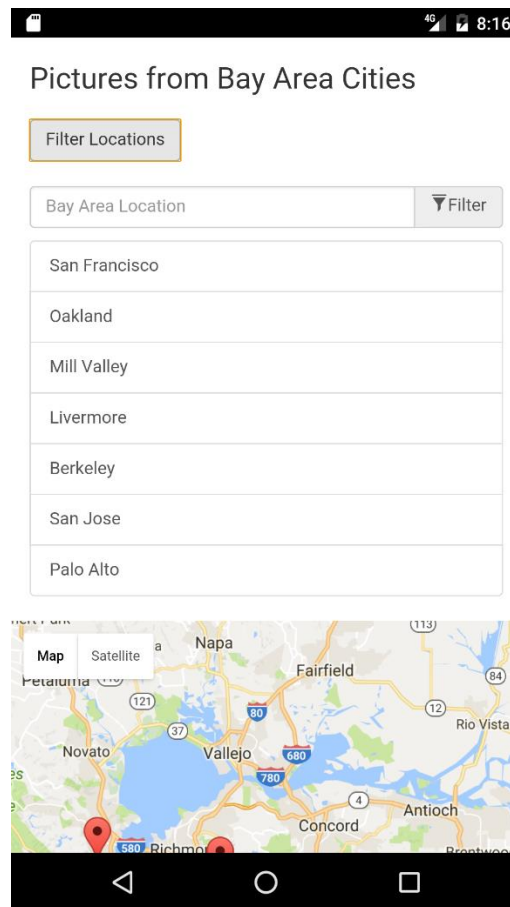 4G 8:16
Pictures from Bay Area Cities
Filter Locations
Bay Area Location Filter
San Francisco
Oakland
Mill Valley
Livermore
Berkeley
San Jose
Palo Alto
113
Map Satellite
Napa
Fairfield
84
Petaluma
121
80
12
Rio Vista
37
Novato
Vallejo
680
780
4
Antioch
Concord
580